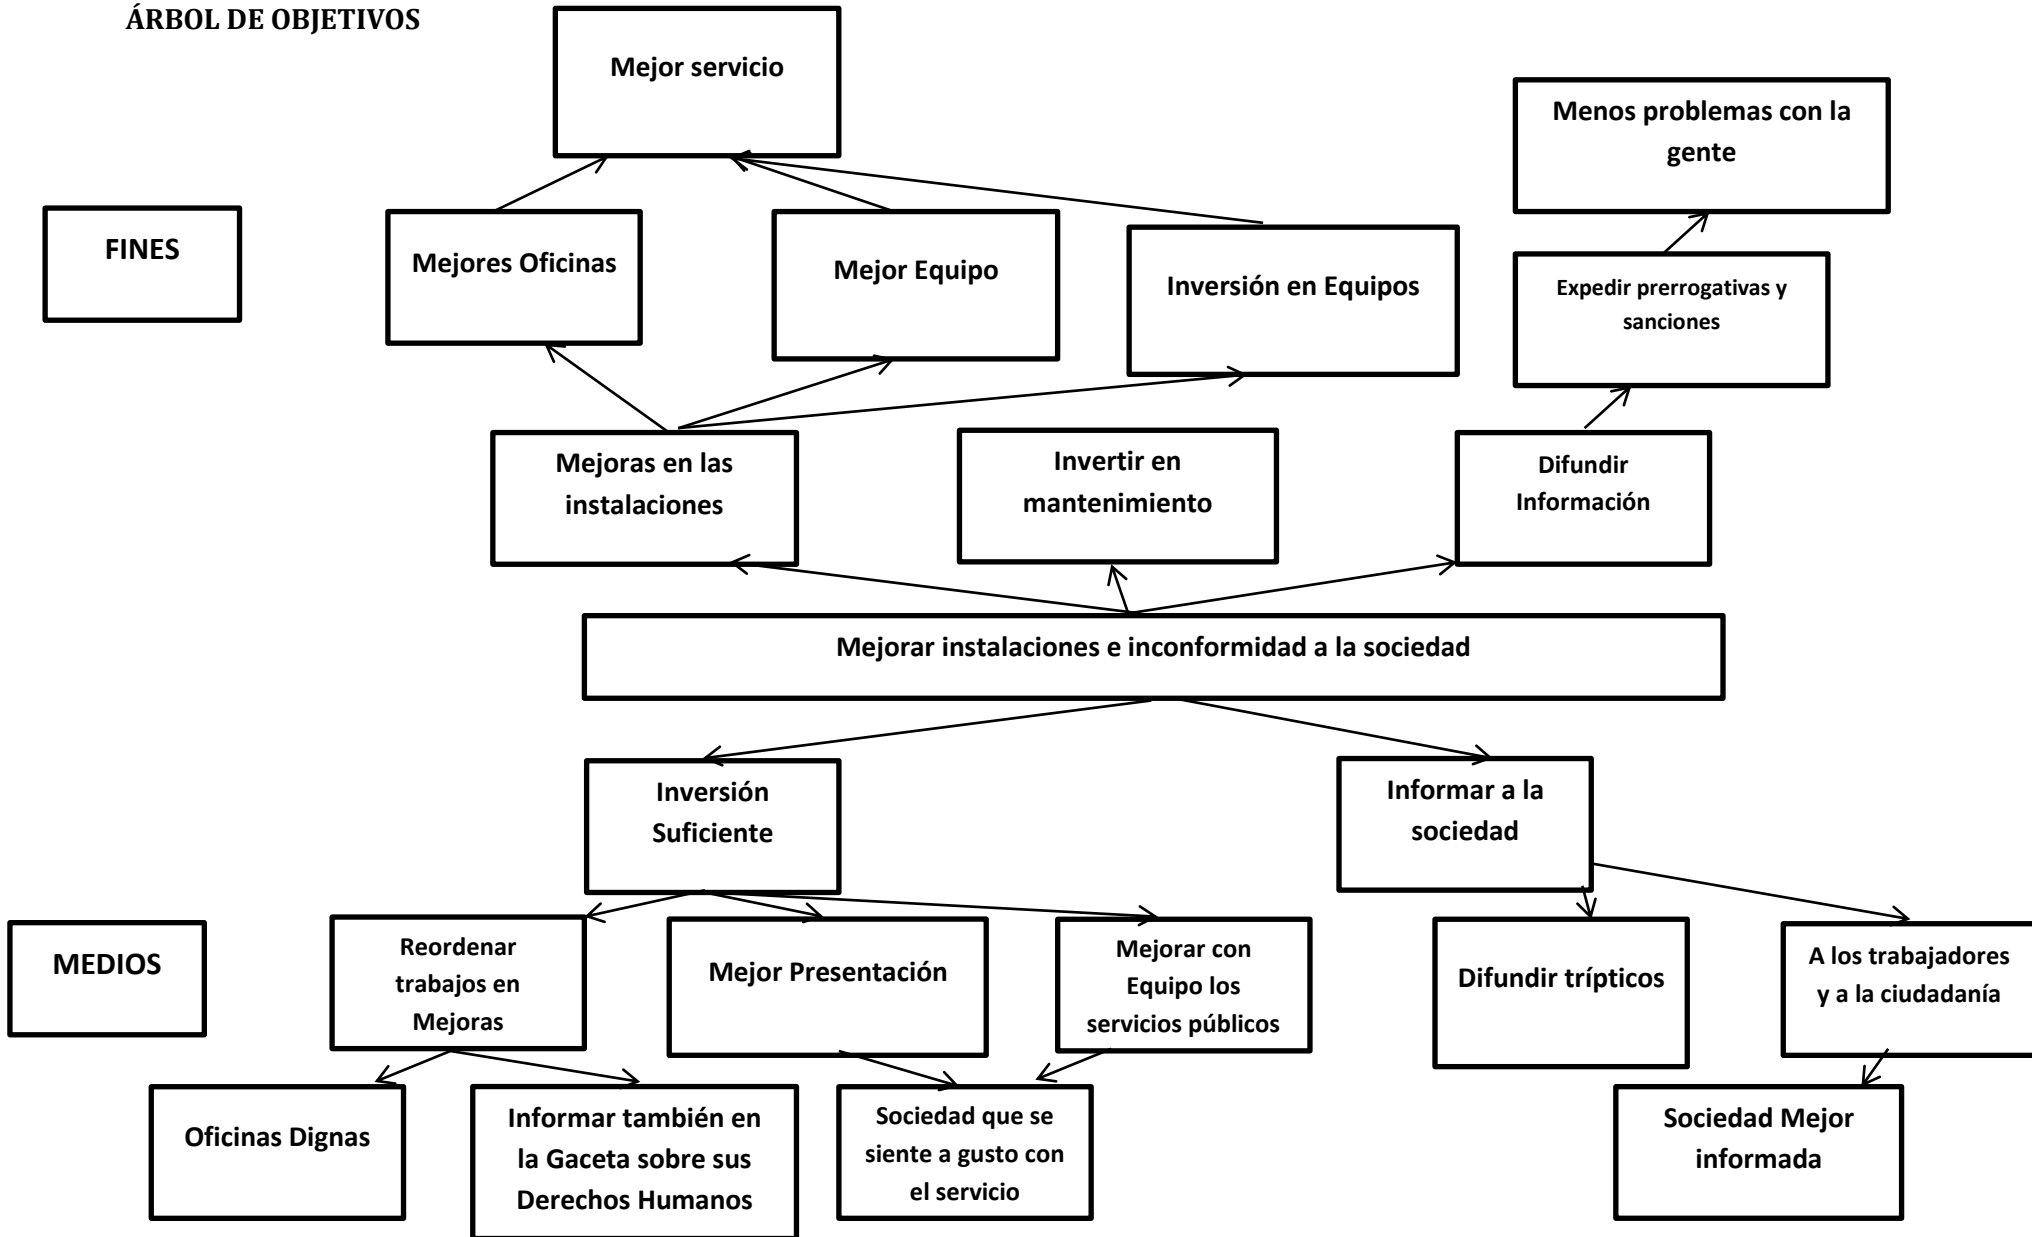 ÁRBOL DE OBJETIVOS
Mejor servicio
Menos problemas con la
gente
FINES
Mejores Oficinas
Mejor Equipo
Inversión en Equipos
Expedir prerrogativas y
sanciones
Mejoras en las
instalaciones
Invertir en
mantenimiento
Difundir
Información
Mejorar instalaciones e inconformidad a la sociedad
Inversión
Suficiente
Informar a la
sociedad
MEDIOS
Reordenar
trabajos en
Mejoras
Mejor Presentación
Mejorar con
Equipo los
servicios públicos
Difundir trípticos
A los trabajadores
y a la ciudadanía
Oficinas Dignas
Informar también en
la Gaceta sobre sus
Derechos Humanos
Sociedad que se
siente a gusto con
el servicio
Sociedad Mejor
informada